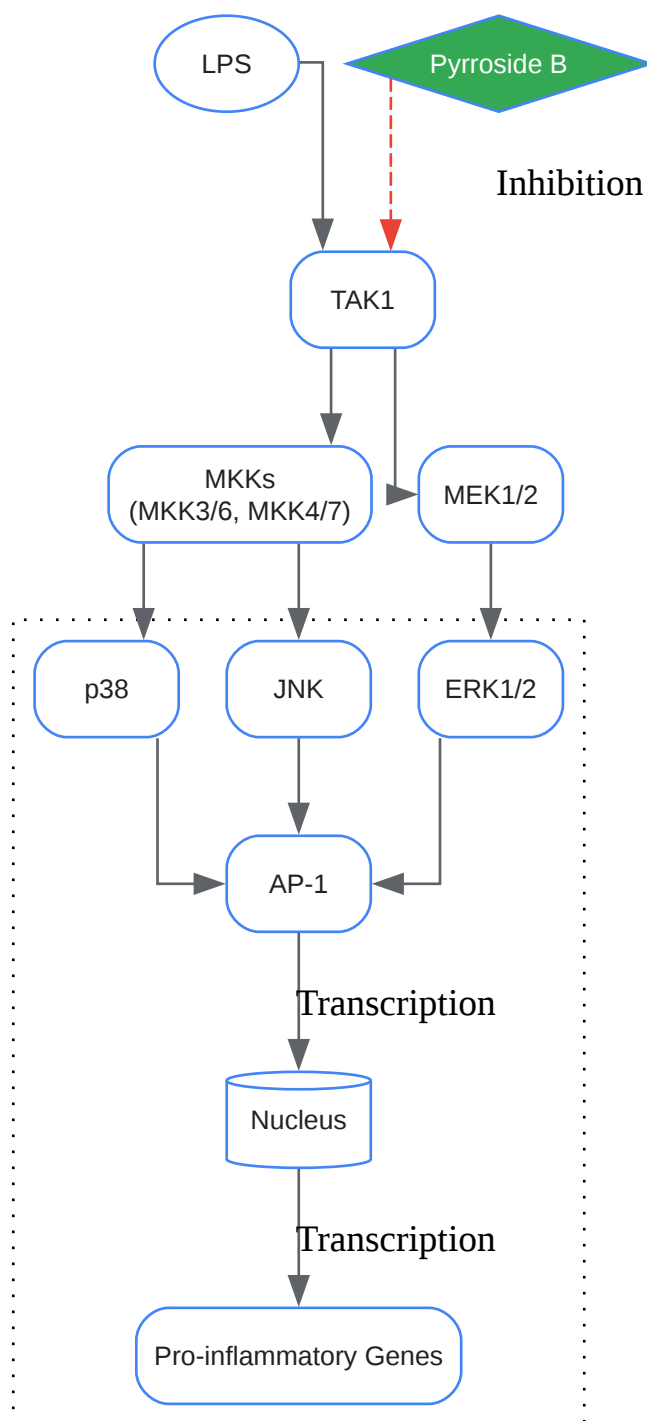 LPS
Pyrroside B
Inhibition
TAK1
MKKs
(MKK3/6, MKK4/7)
MEK1/2
p38
JNK
ERK1/2
AP-1
Transcription
Nucleus
Transcription
Pro-inflammatory Genes